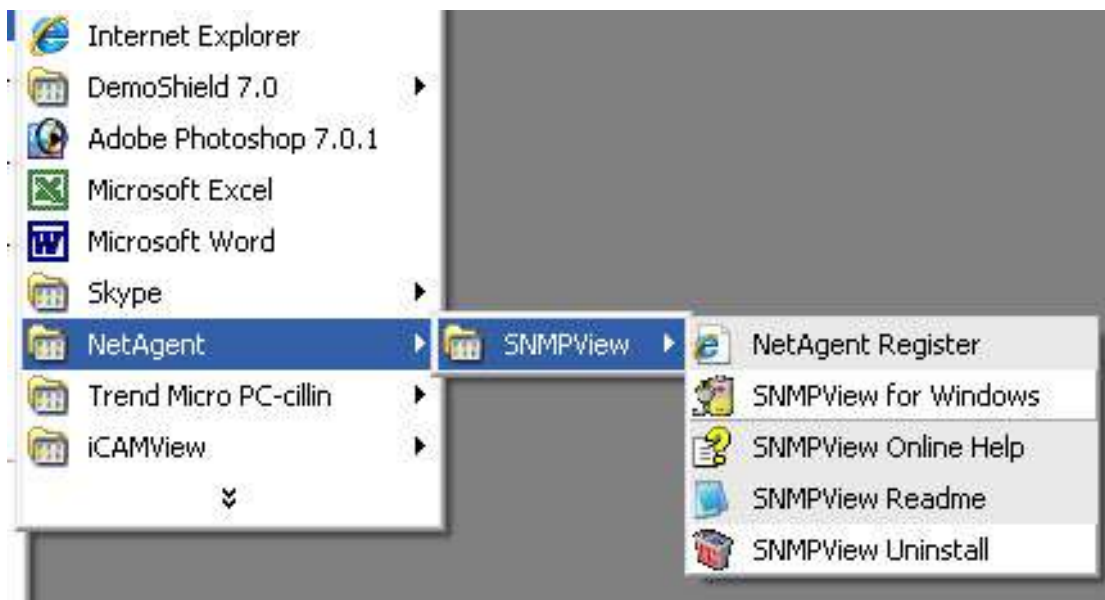 Internet Explorer
DemoShield 7.0
Adobe Photoshop 7.0.1
Microsoft Excel
Microsoft Word
Skype
NetAgent
Trend Micro PC-cillin
iCAMView
SNMPView
NetAgent Register
SNMPView for Windows
SNMPView Online Help
SNMPView Readme
SNMPView Uninstall